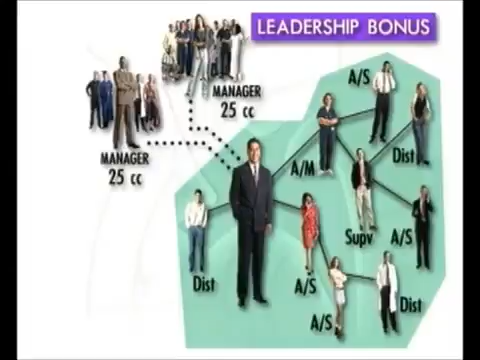 LEADERSHIP BONUS
A/S
MANAGER
25 cc
MANAGER
25 cc
Dist
A/M
Supv
A/S
Dist
A/S
A/S
Dist